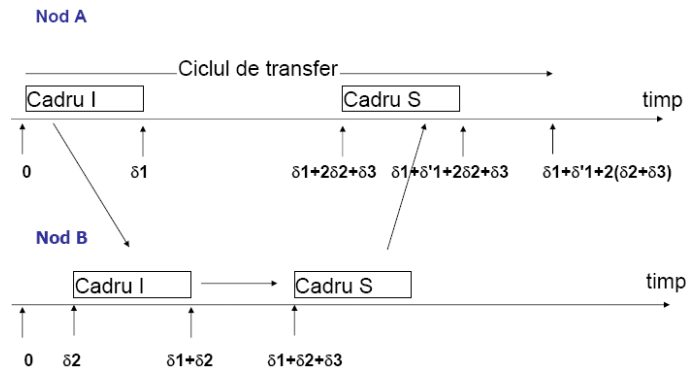 Nod A
Ciclul de transfer
Cadru I Cadru S timp
0 δ1 δ1+2δ2+δ3 δ1+δ'1+2δ2+δ3 δ1+δ'1+2(δ2+δ3)
Nod B
Cadru I Cadru S timp
0 δ2 δ1+δ2 δ1+δ2+δ3